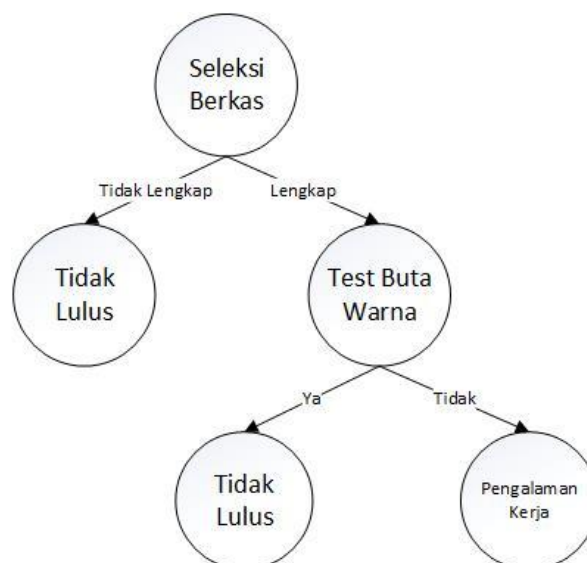 Seleksi
Berkas
Tidak Lengkap
Lengkap
Tidak
Lulus
Test Buta
Warna
Ya
Tidak
Tidak
Lulus
Pengalaman
Kerja